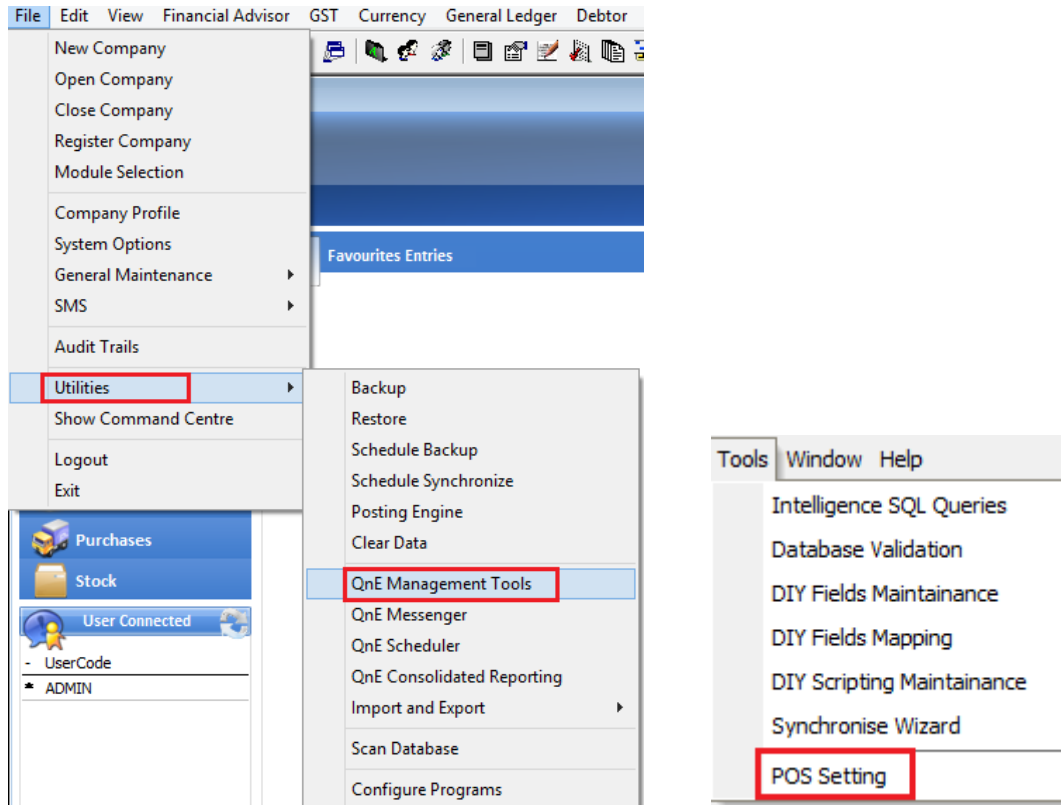 File Edit View Financial Advisor GST Currency General Ledger Debtor
New Company
Open Company
Close Company
Register Company
Module Selection
Company Profile
System Options
General Maintenance
SMS
Audit Trails
Utilities
Show Command Centre
Logout
Exit
Favourites Entries
Purchases
Stock
User Connected
- UserCode
* ADMIN
Backup
Restore
Schedule Backup
Schedule Synchronize
Posting Engine
Clear Data
QnE Management Tools
QnE Messenger
QnE Scheduler
QnE Consolidated Reporting
Import and Export
Scan Database
Configure Programs
Tools Window Help
Intelligence SQL Queries
Database Validation
DIY Fields Maintainance
DIY Fields Mapping
DIY Scripting Maintainance
Synchronise Wizard
POS Setting